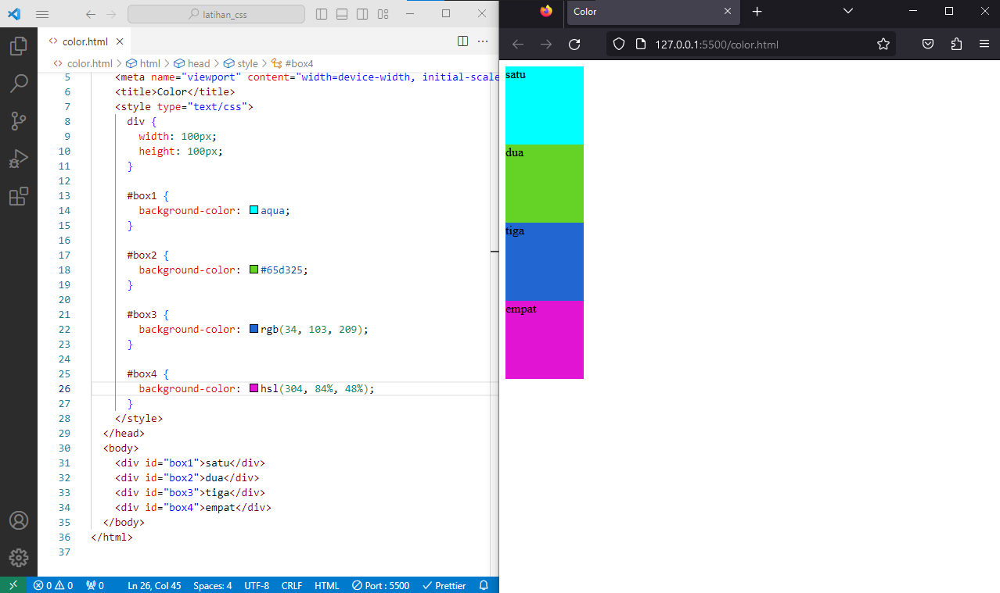 latihan_css
color.html
color.html > html > head > style > #box4
5 <meta name="viewport" content="width=device-width, initial-scale
6 <title>Color</title>
7 <style type="text/css">
8 div {
9 width: 100px;
10 height: 100px;
11 }
12
13 #box1 {
14 background-color: aqua;
15 }
16
17 #box2 {
18 background-color: #65d325;
19 }
20
21 #box3 {
22 background-color: rgb(34, 103, 209);
23 }
24
25 #box4 {
26 background-color: hsl(304, 84%, 48%);
27 }
28 </style>
29 </head>
30 <body>
31 <div id="box1">satu</div>
32 <div id="box2">dua</div>
33 <div id="box3">tiga</div>
34 <div id="box4">empat</div>
35 </body>
36 </html>
37
0 0 0 Ln 26, Col 45 Spaces: 4 UTF-8 CRLF HTML Port : 5500 Prettier
Color
127.0.0.1:5500/color.html
satu
dua
tiga
empat